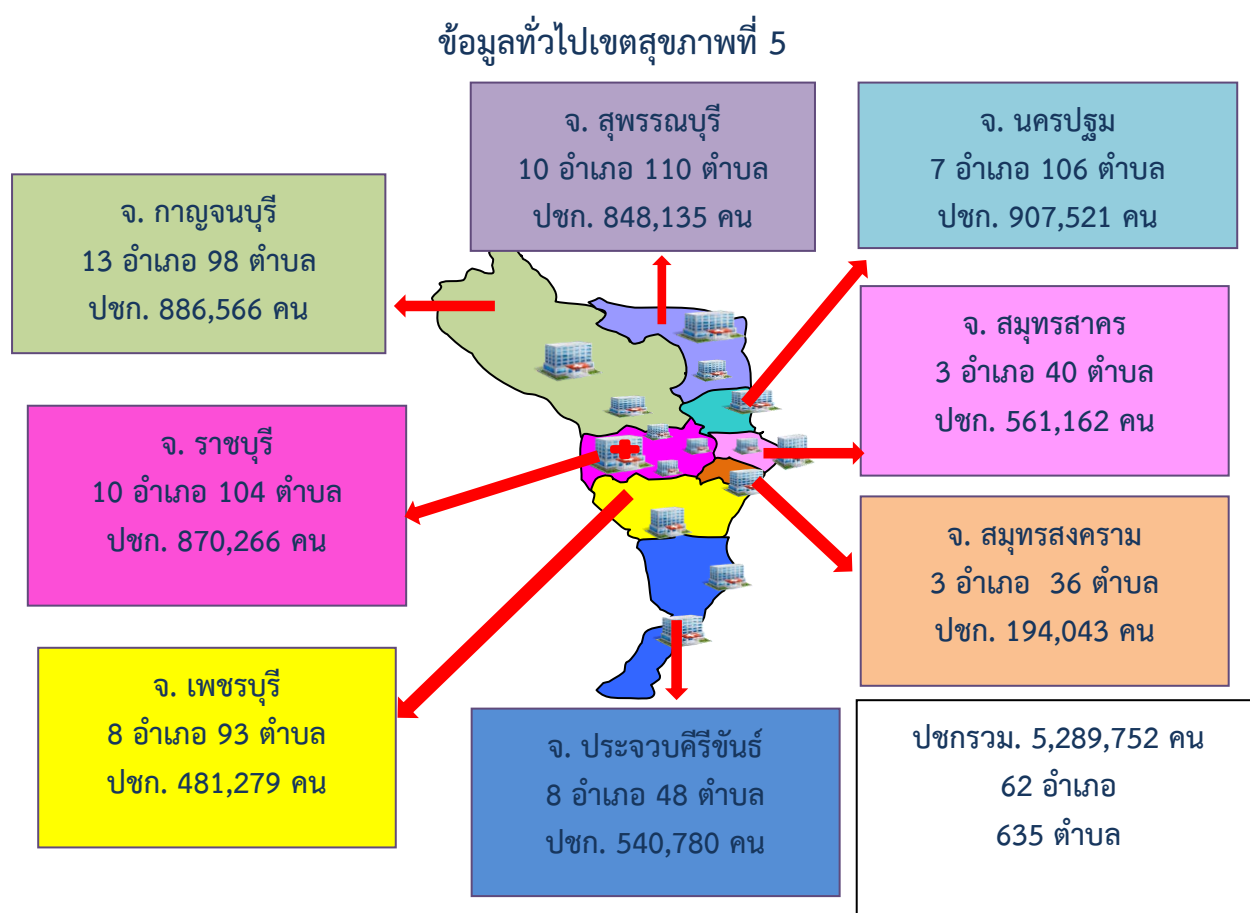 ข้อมูลทั่วไปเขตสุขภาพที่ 5
จ. สุพรรณบุรี
10 อำเภอ 110 ตำบล
ปชก. 848,135 คน
จ. นครปฐม
7 อำเภอ 106 ตำบล
ปชก. 907,521 คน
จ. กาญจนบุรี
13 อำเภอ 98 ตำบล
ปชก. 886,566 คน
จ. สมุทรสาคร
3 อำเภอ 40 ตำบล
ปชก. 561,162 คน
จ. ราชบุรี
10 อำเภอ 104 ตำบล
ปชก. 870,266 คน
จ. สมุทรสงคราม
3 อำเภอ 36 ตำบล
ปชก. 194,043 คน
จ. เพชรบุรี
8 อำเภอ 93 ตำบล
ปชก. 481,279 คน
จ. ประจวบคีรีขันธ์
8 อำเภอ 48 ตำบล
ปชก. 540,780 คน
ปชกรวม. 5,289,752 คน
62 อำเภอ
635 ตำบล